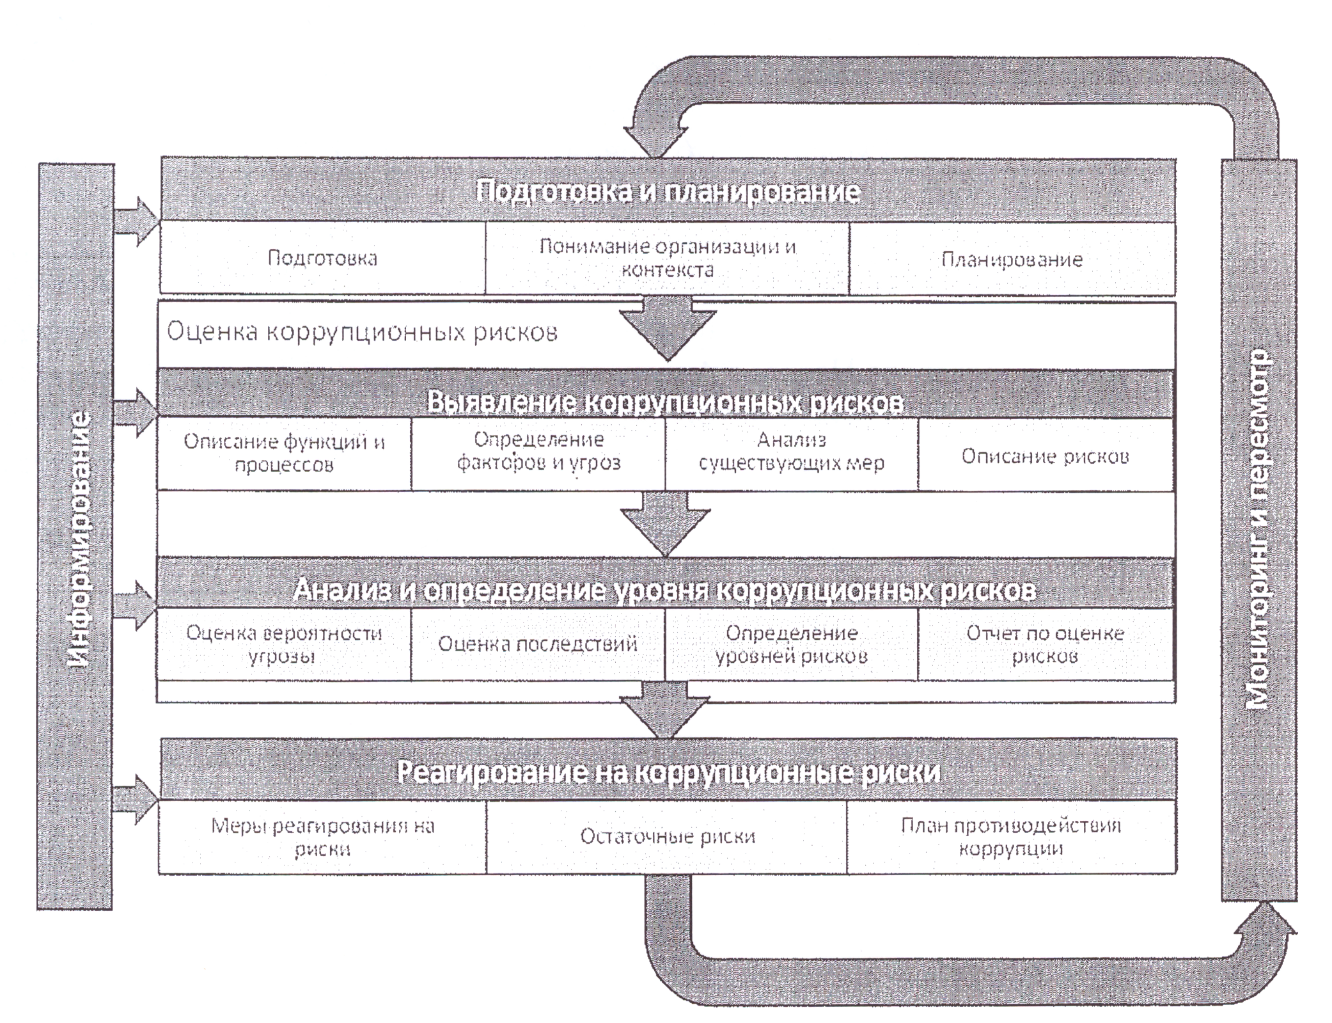 Подготовка и планирование
Подготовка
Понимание организации и
контекста
Планирование
Оценка коррупционных рисков
Выявление коррупционных рисков
Описание функций и
процессов
Определение
факторов и угроз
Анализ
существующих мер
Описание рисков
Анализ и определение уровня коррупционных рисков
Оценка вероятности
угрозы
Оценка последствий
Определение
уровней рисков
Отчет по оценке
рисков
Реагирование на коррупционные риски
Меры реагирования на
риски
Остаточные риски
План противодействия
коррупции
Информирование
Мониторинг и пересмотр